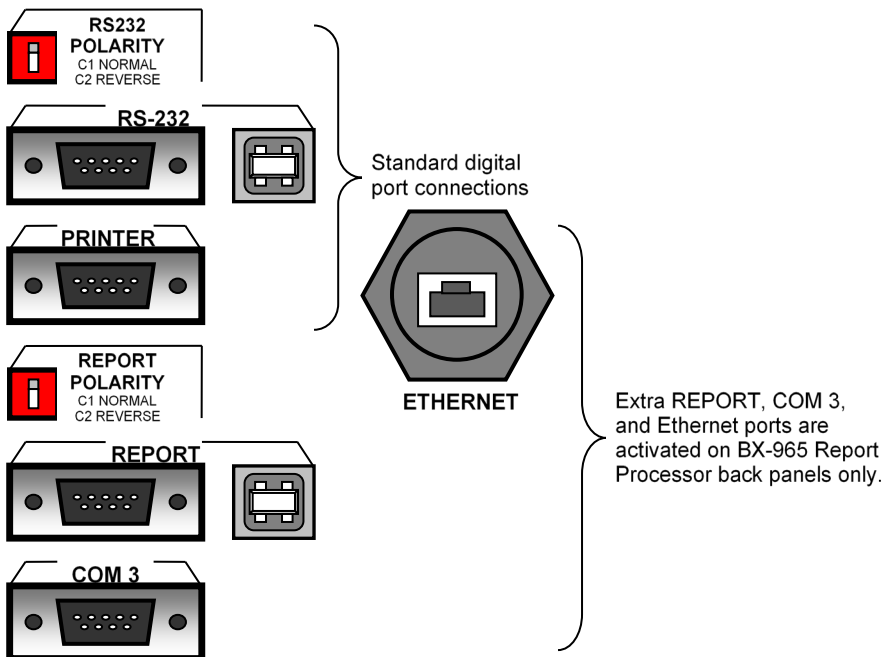 RS232
POLARITY
C1 NORMAL
C2 REVERSE
RS-232
Standard digital
port connections
PRINTER
REPORT
POLARITY
C1 NORMAL
C2 REVERSE
ETHERNET
Extra REPORT, COM 3,
and Ethernet ports are
activated on BX-965 Report
Processor back panels only.
REPORT
COM 3